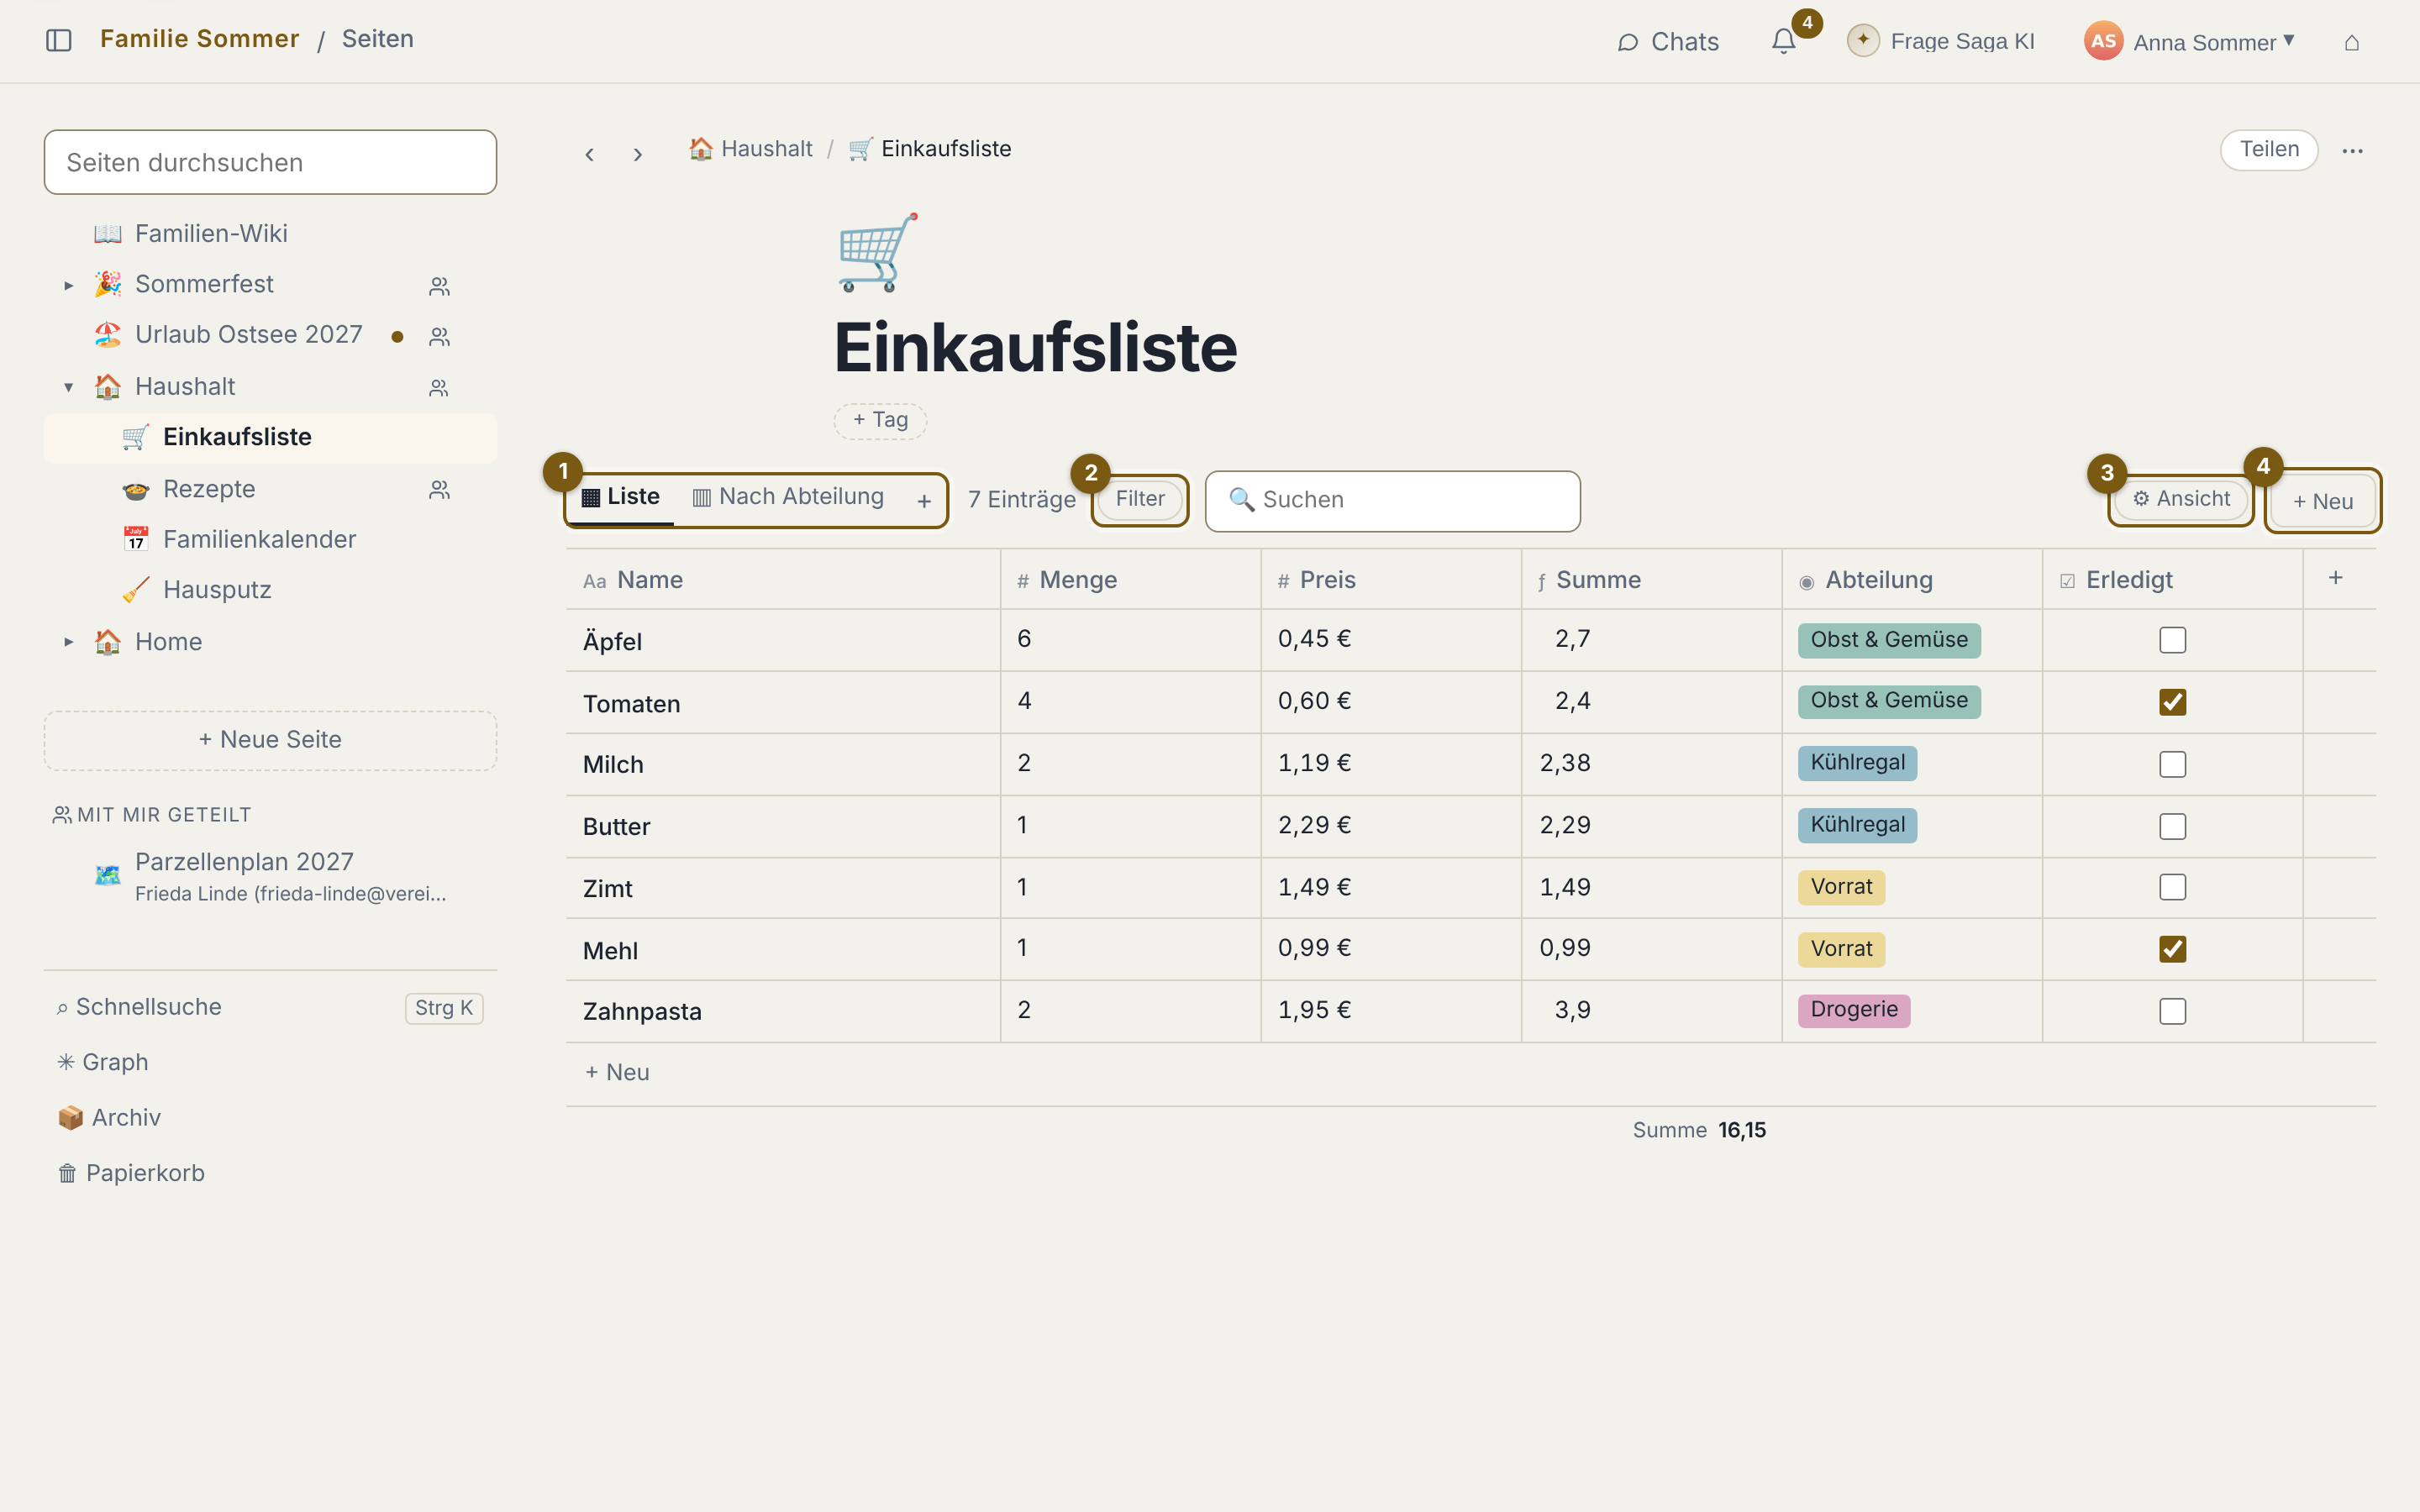 Familie Sommer / Seiten
Chats
4
Frage Saga KI
AS Anna Sommer
Seiten durchsuchen
Familien-Wiki
Sommerfest
Urlaub Ostsee 2027
Haushalt
Einkaufsliste
Rezepte
Familienkalender
Hausputz
Home
+ Neue Seite
MIT MIR GETEILT
Parzellenplan 2027
Frieda Linde (frieda-linde@verei...
Schnellsuche Strg K
Graph
Archiv
Papierkorb
Haushalt / Einkaufsliste
Teilen
Einkaufsliste
+ Tag
1 Liste Nach Abteilung + 7 Einträge 2 Filter Suchen 3 Ansicht 4 + Neu
Aa Name # Menge # Preis ƒ Summe Abteilung Erledigt +
Äpfel 6 0,45 € 2,7 Obst & Gemüse
Tomaten 4 0,60 € 2,4 Obst & Gemüse
Milch 2 1,19 € 2,38 Kühlregal
Butter 1 2,29 € 2,29 Kühlregal
Zimt 1 1,49 € 1,49 Vorrat
Mehl 1 0,99 € 0,99 Vorrat
Zahnpasta 2 1,95 € 3,9 Drogerie
+ Neu
Summe 16,15